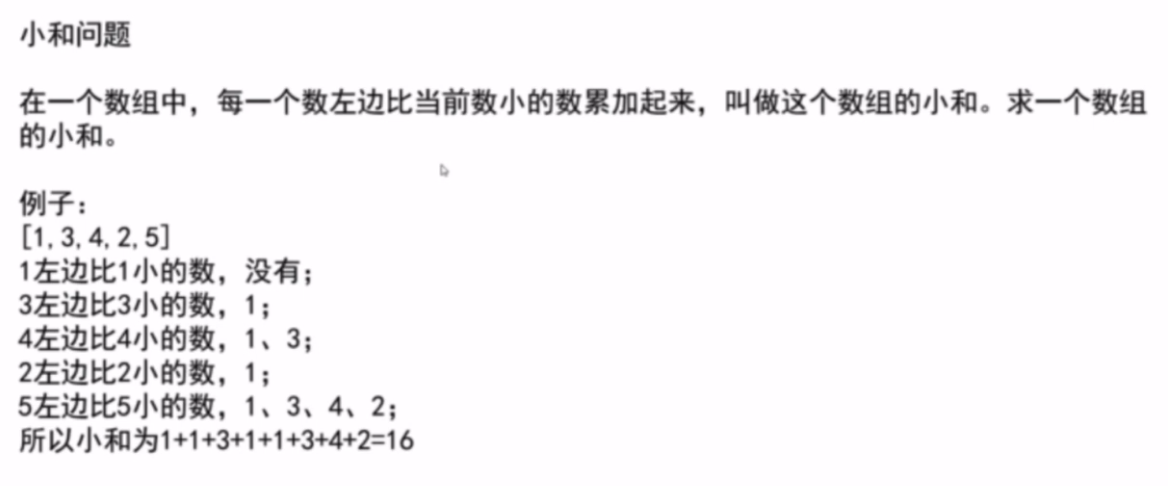 小和问题
在一个数组中，每一个数左边比当前数小的数累加起来，叫做这个数组的小和。求一个数组
的小和。
例子：
[1,3,4,2,5]
1左边比1小的数，没有；
3左边比3小的数，1；
4左边比4小的数，1、3；
2左边比2小的数，1；
5左边比5小的数，1、3、4、2；
所以小和为1+1+3+1+1+3+4+2=16